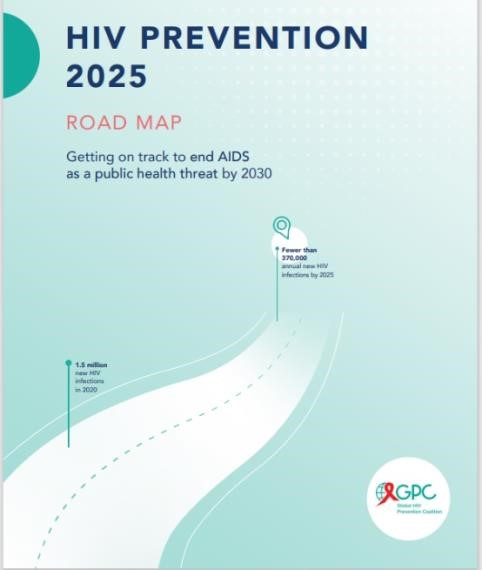 HIV PREVENTION
2025
ROAD MAP
Getting on track to end AIDS
as a public health threat by 2030
Fewer than
370,000
annual new HIV
infections by 2025
1.5 million
new HIV
infections
in 2020
GPC
Global HIV
Prevention Coalition